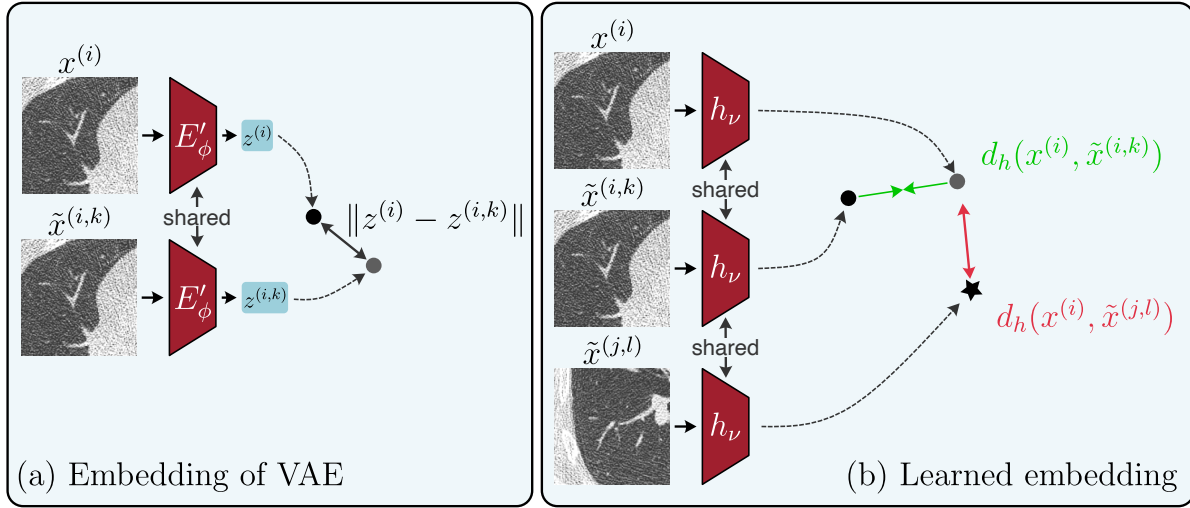 x^{(i)}
E'_ϕ
z^{(i)}
shared
x̃^{(i,k)}
E'_ϕ
z^{(i,k)}
‖z^{(i)} − z^{(i,k)}‖
(a) Embedding of VAE
x^{(i)}
h_ν
shared
x̃^{(i,k)}
h_ν
shared
x̃^{(j,l)}
h_ν
d_h(x^{(i)}, x̃^{(i,k)})
d_h(x^{(i)}, x̃^{(j,l)})
(b) Learned embedding